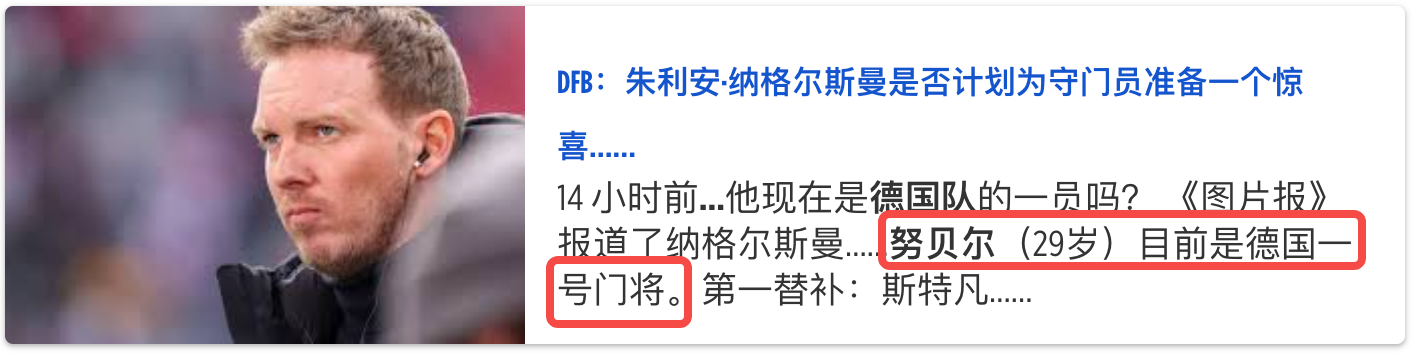 DFB：朱利安·纳格尔斯曼是否计划为守门员准备一个惊
喜......
14 小时前...他现在是德国队的一员吗？ 《图片报》
报道了纳格尔斯曼......努贝尔（29岁）目前是德国一
号门将。第一替补：斯特凡......